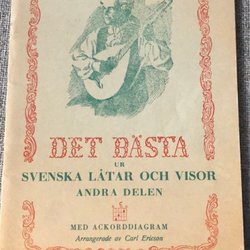 DET BÄSTA
UR
SVENSKA LÅTAR OCH VISOR
ANDRA DELEN
MED ACKORDDIAGRAM
Arrangerade av Carl Ericson